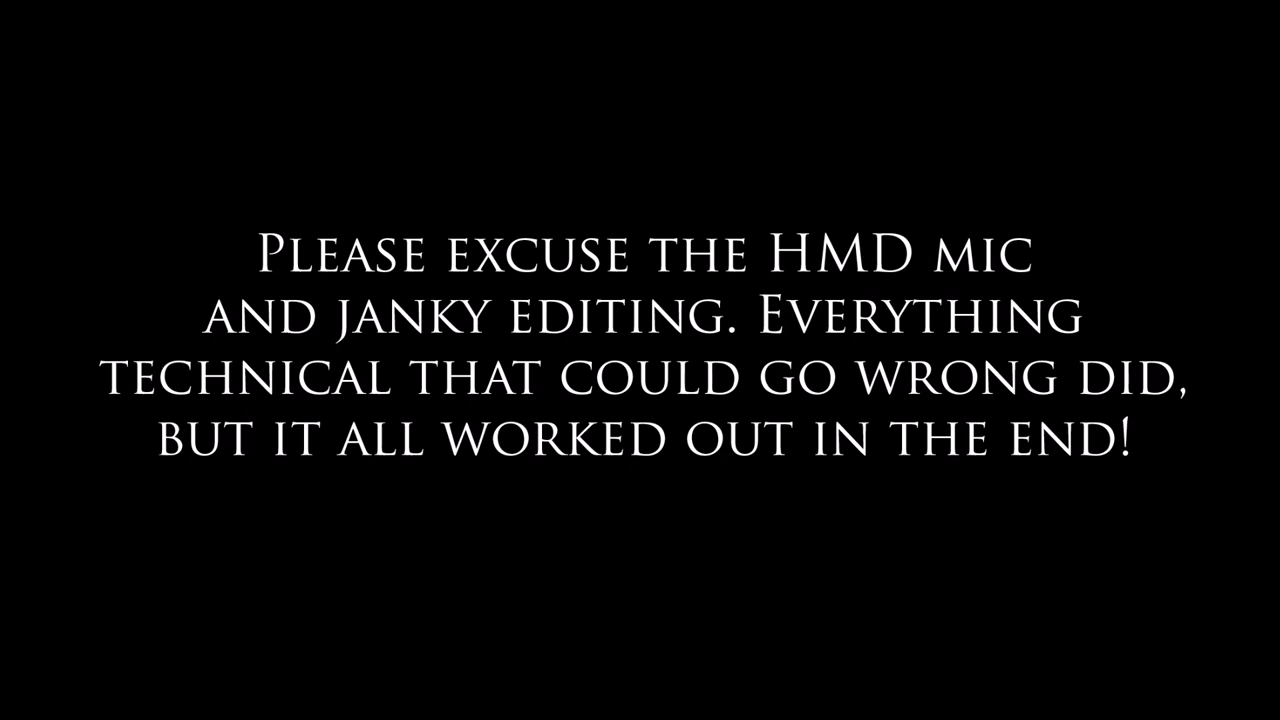 Please excuse the HMD mic
and janky editing. Everything
technical that could go wrong did,
but it all worked out in the end!